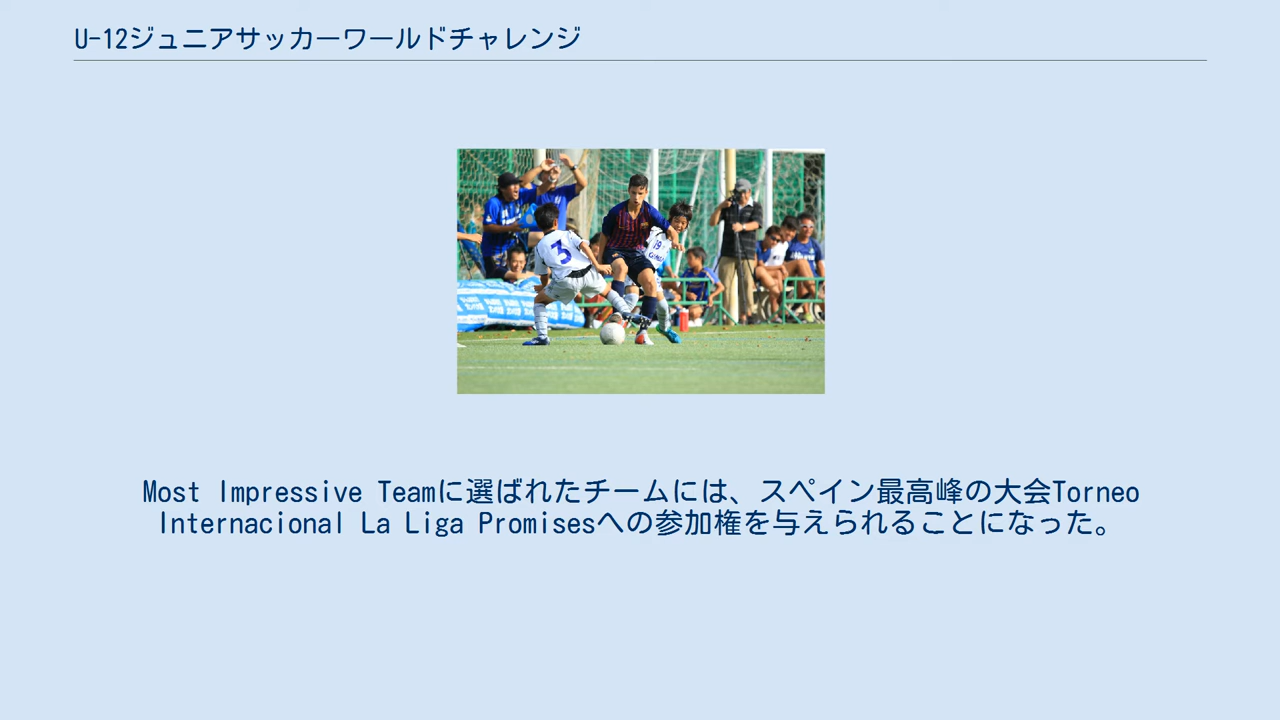 U-12ジュニアサッカーワールドチャレンジ
3
19
Most Impressive Teamに選ばれたチームには、スペイン最高峰の大会Torneo
Internacional La Liga Promisesへの参加権を与えられることになった。